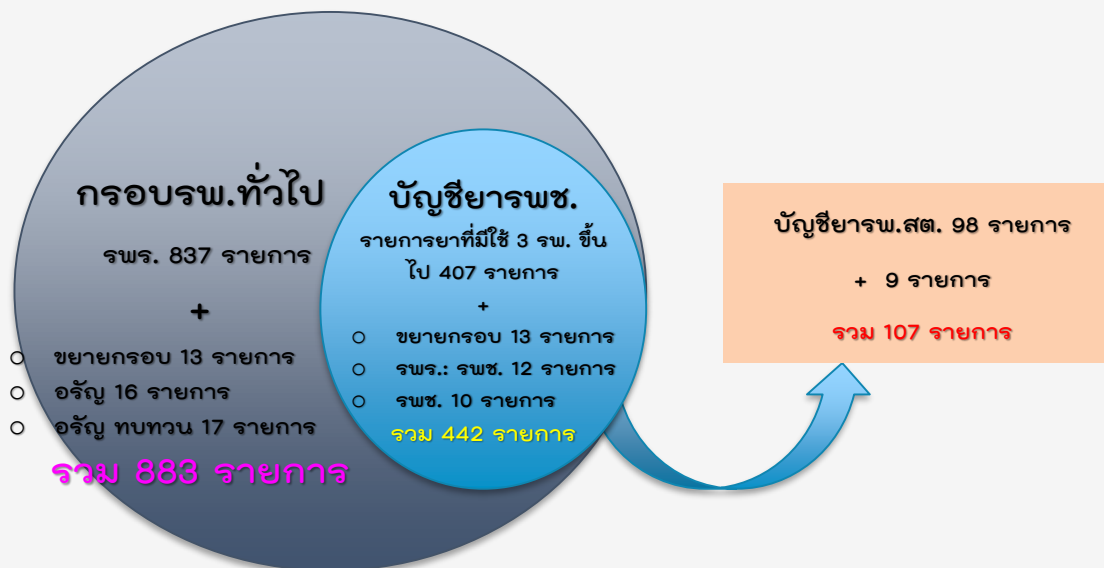 กรอบรพ.ทั่วไป
รพร. 837 รายการ
+
○ ขยายกรอบ 13 รายการ
○ อรัญ 16 รายการ
○ อรัญ ทบทวน 17 รายการ
รวม 883 รายการ
บัญชียารพช.
รายการยาที่มีใช้ 3 รพ. ขึ้น
ไป 407 รายการ
+
○ ขยายกรอบ 13 รายการ
○ รพร.: รพช. 12 รายการ
○ รพช. 10 รายการ
รวม 442 รายการ
บัญชียารพ.สต. 98 รายการ
+ 9 รายการ
รวม 107 รายการ